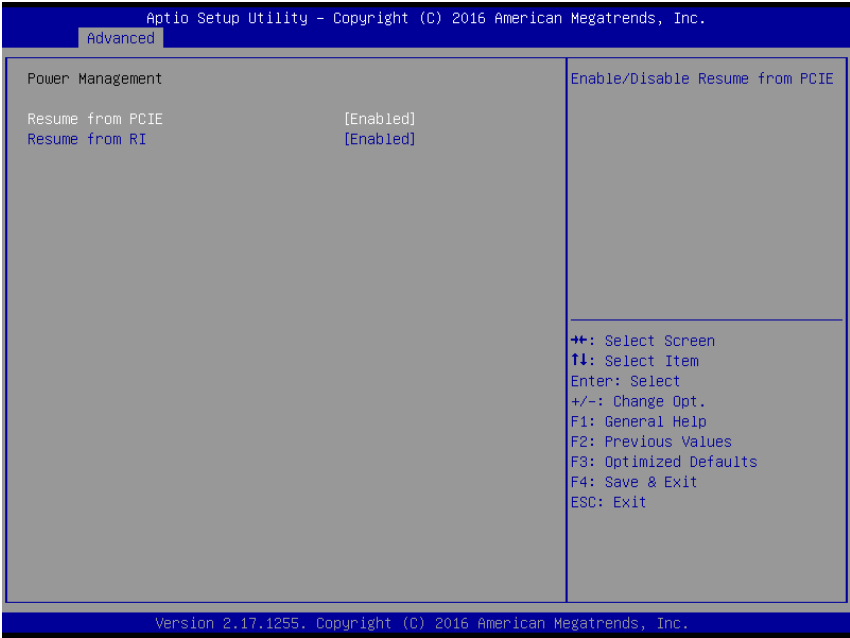 Aptio Setup Utility – Copyright (C) 2016 American Megatrends, Inc.
Advanced
Power Management
Resume from PCIE [Enabled]
Resume from RI [Enabled]
Enable/Disable Resume from PCIE
→←: Select Screen
↑↓: Select Item
Enter: Select
+/-: Change Opt.
F1: General Help
F2: Previous Values
F3: Optimized Defaults
F4: Save & Exit
ESC: Exit
Version 2.17.1255. Copyright (C) 2016 American Megatrends, Inc.